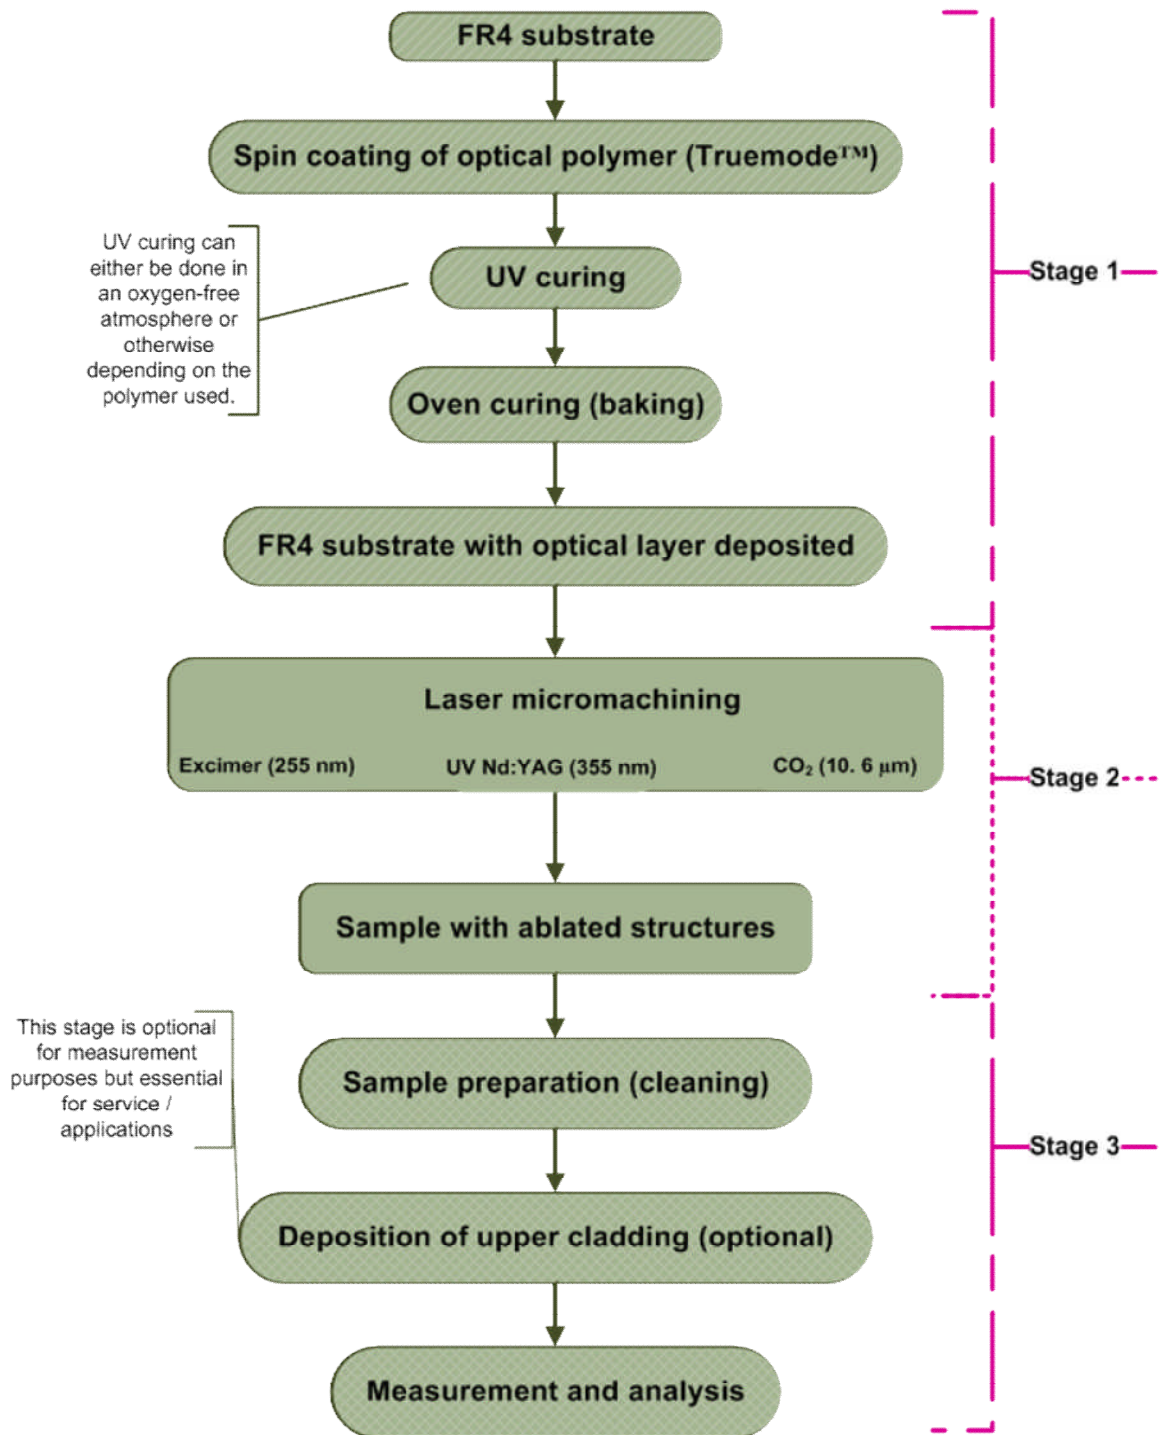 FR4 substrate
Spin coating of optical polymer (Truemode™)
UV curing can
either be done in
an oxygen-free
atmosphere or
otherwise
depending on the
polymer used.
UV curing
Stage 1
Oven curing (baking)
FR4 substrate with optical layer deposited
Laser micromachining
Excimer (255 nm)
UV Nd:YAG (355 nm)
CO₂ (10. 6 µm)
Stage 2
Sample with ablated structures
This stage is optional
for measurement
purposes but essential
for service /
applications
Sample preparation (cleaning)
Stage 3
Deposition of upper cladding (optional)
Measurement and analysis